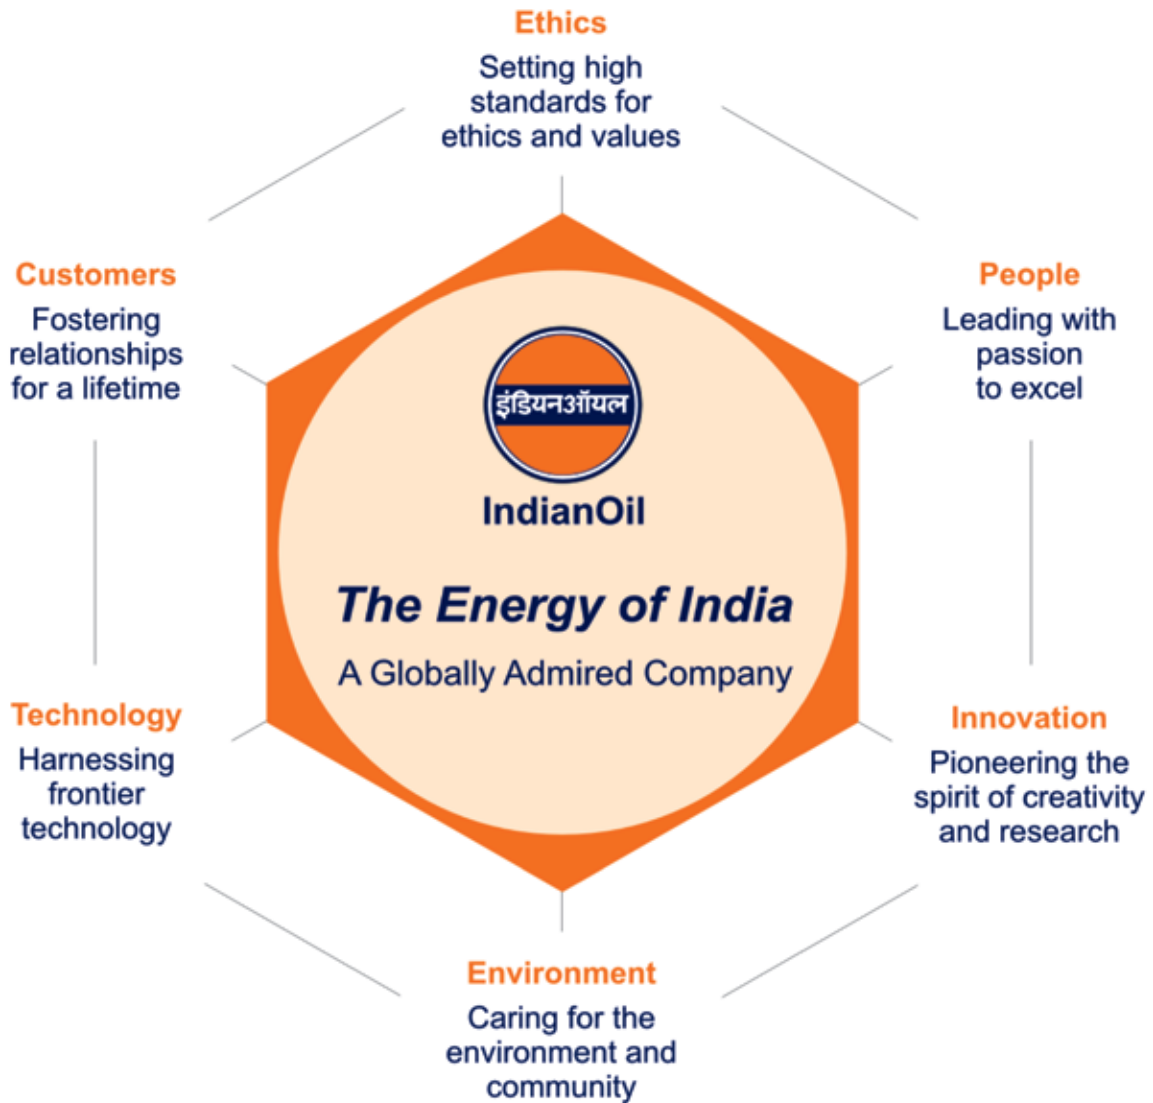 Ethics
Setting high
standards for
ethics and values
Customers
Fostering
relationships
for a lifetime
People
Leading with
passion
to excel
इंडियनऑयल
IndianOil
The Energy of India
A Globally Admired Company
Technology
Harnessing
frontier
technology
Innovation
Pioneering the
spirit of creativity
and research
Environment
Caring for the
environment and
community